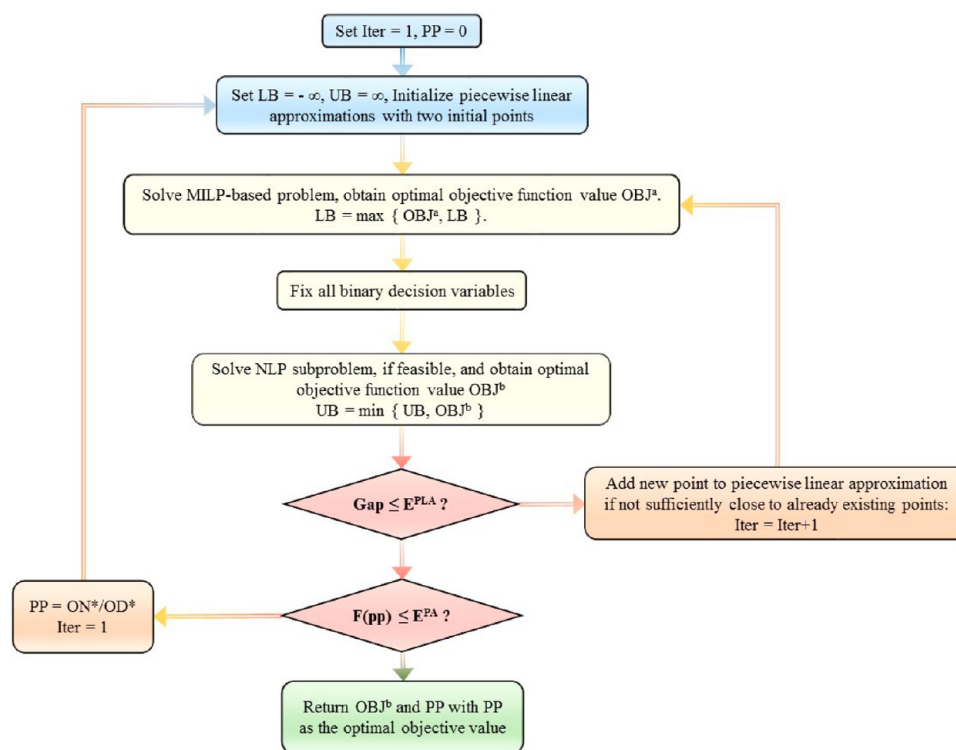 Set Iter = 1, PP = 0
Set LB = - ∞, UB = ∞, Initialize piecewise linear
approximations with two initial points
Solve MILP-based problem, obtain optimal objective function value OBJᵃ.
LB = max { OBJᵃ, LB }.
Fix all binary decision variables
Solve NLP subproblem, if feasible, and obtain optimal
objective function value OBJᵇ
UB = min { UB, OBJᵇ }
Gap ≤ Eᴾᴸᴬ ?
Add new point to piecewise linear approximation
if not sufficiently close to already existing points:
Iter = Iter+1
F(pp) ≤ Eᴾᴬ ?
PP = ON*/OD*
Iter = 1
Return OBJᵇ and PP with PP
as the optimal objective value